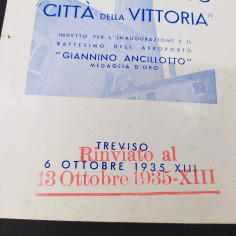 "CITTÀ DELLA VITTORIA"
INDETTO PER L'INAUGURAZIONE E IL
BATTESIMO DELL'AEROPORTO
"GIANNINO ANCILLOTTO"
MEDAGLIA D'ORO
TREVISO
6 OTTOBRE 1935 XIII
Rinviato al
13 Ottobre 1935-XIII